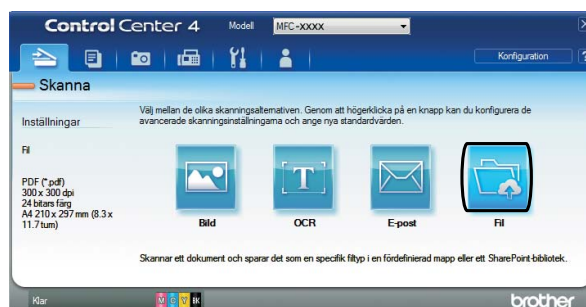 Control Center 4
Modell
MFC-XXXX
Konfiguration
?
Skanna
Inställningar
Välj mellan de olika skanningsalternativen. Genom att högerklicka på en knapp kan du konfigurera de
avancerade skanningsinställningarna och ange nya standardvärden.
Fil
PDF (*.pdf)
300 x 300 dpi
24 bitars färg
A4 210 x 297 mm (8.3 x
11.7 tum)
T
Bild
OCR
E-post
Fil
Skannar ett dokument och sparar det som en specifik filtyp i en fördefinierad mapp eller ett SharePoint-bibliotek.
Klar
M C Y BK
brother